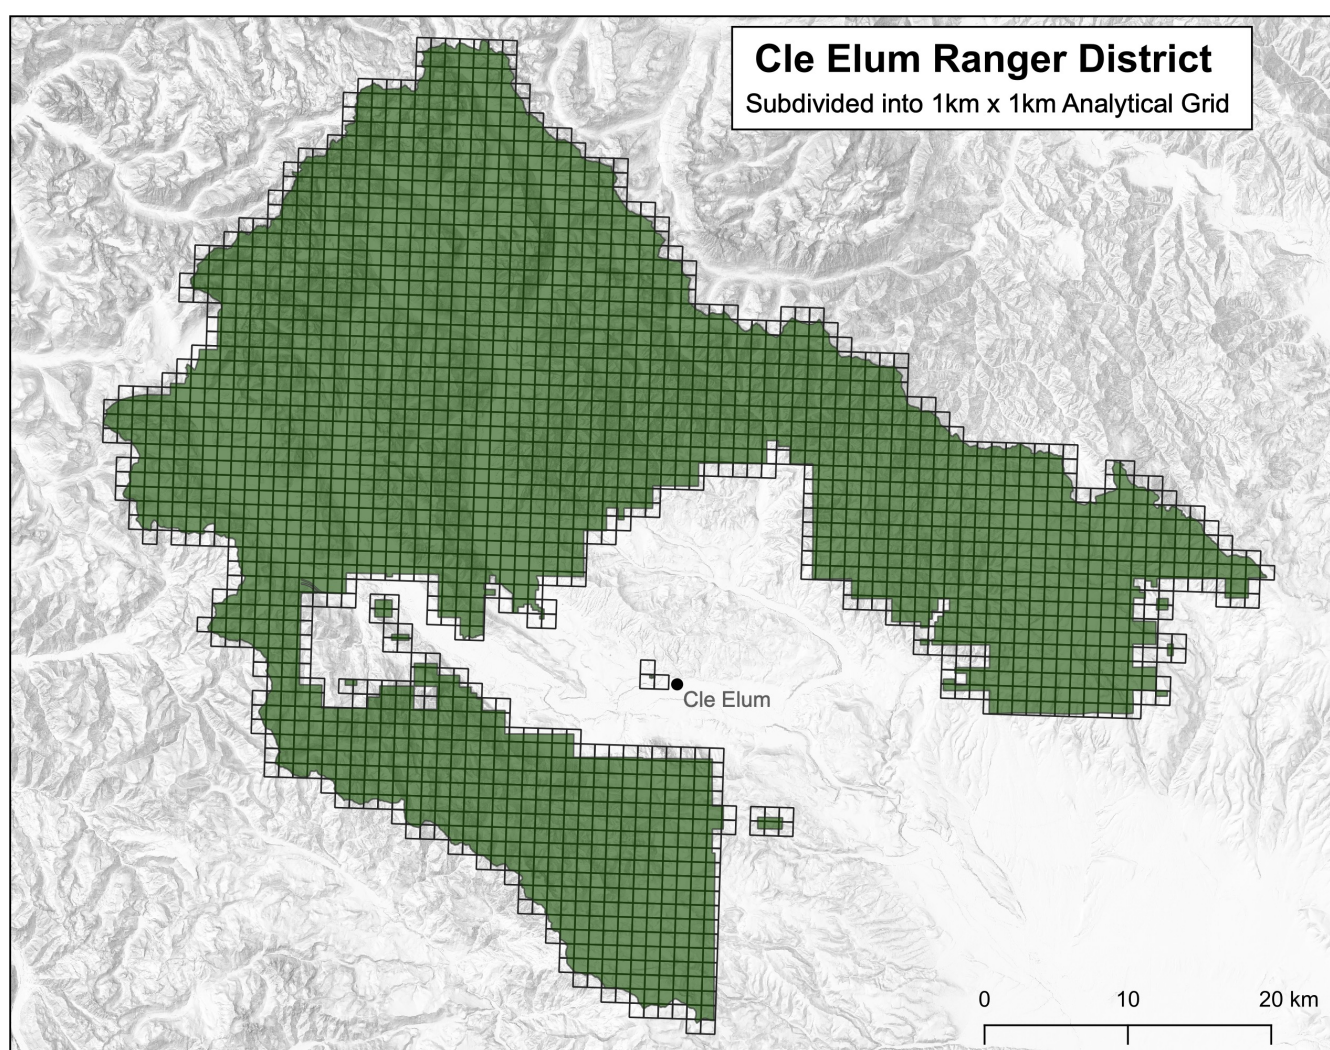 Cle Elum Ranger District
Subdivided into 1km x 1km Analytical Grid
Cle Elum
0 10 20 km